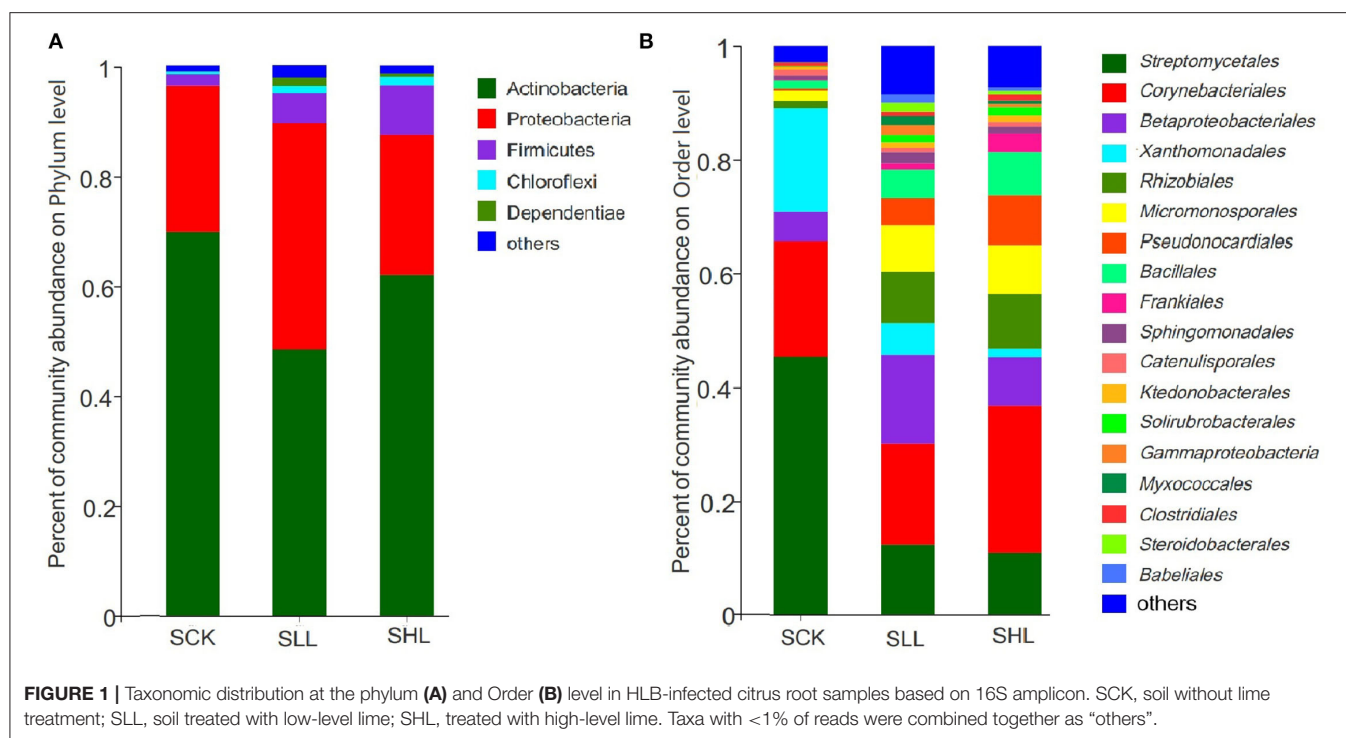 A
Percent of community abundance on Phylum level
1
0.8
0.6
0.4
0.2
0
SCK
SLL
SHL
Actinobacteria
Proteobacteria
Firmicutes
Chloroflexi
Dependentiae
others
B
Percent of community abundance on Order level
1
0.8
0.6
0.4
0.2
0
SCK
SLL
SHL
Streptomycetales
Corynebacteriales
Betaproteobacteriales
Xanthomonadales
Rhizobiales
Micromonosporales
Pseudonocardiales
Bacillales
Frankiales
Sphingomonadales
Catenulisporales
Ktedonobacterales
Solirubrobacterales
Gammaproteobacteria
Myxococcales
Clostridiales
Steroidobacterales
Babeliales
others
FIGURE 1 | Taxonomic distribution at the phylum (A) and Order (B) level in HLB-infected citrus root samples based on 16S amplicon. SCK, soil without lime
treatment; SLL, soil treated with low-level lime; SHL, treated with high-level lime. Taxa with <1% of reads were combined together as “others”.